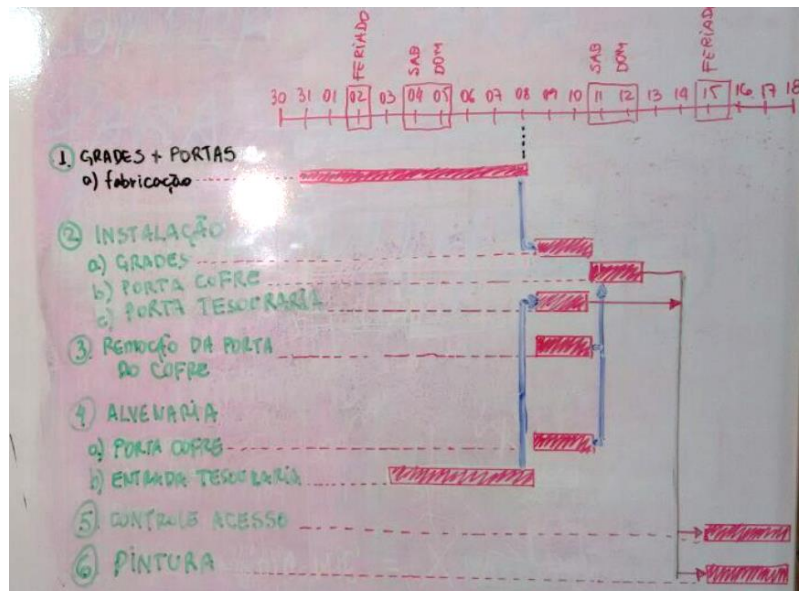 FERIADO SAB DOM SAB DOM FERIADO
30 31 01 02 03 04 05 06 07 08 09 10 11 12 13 14 15 16 17 18
1. GRADES + PORTAS
a) fabricação
2 INSTALAÇÃO
a) GRADES
b) PORTA COFRE
c) PORTA TESOURARIA
3 REMOÇÃO DA PORTA
DO COFRE
4 ALVENARIA
a) PORTA COFRE
b) ENTRADA TESOURARIA
5 CONTROLE ACESSO
6 PINTURA